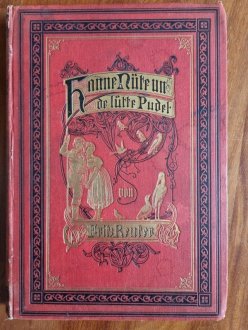 Hanne Nüte un
de lütte Pudel
von
Fritz Reuter